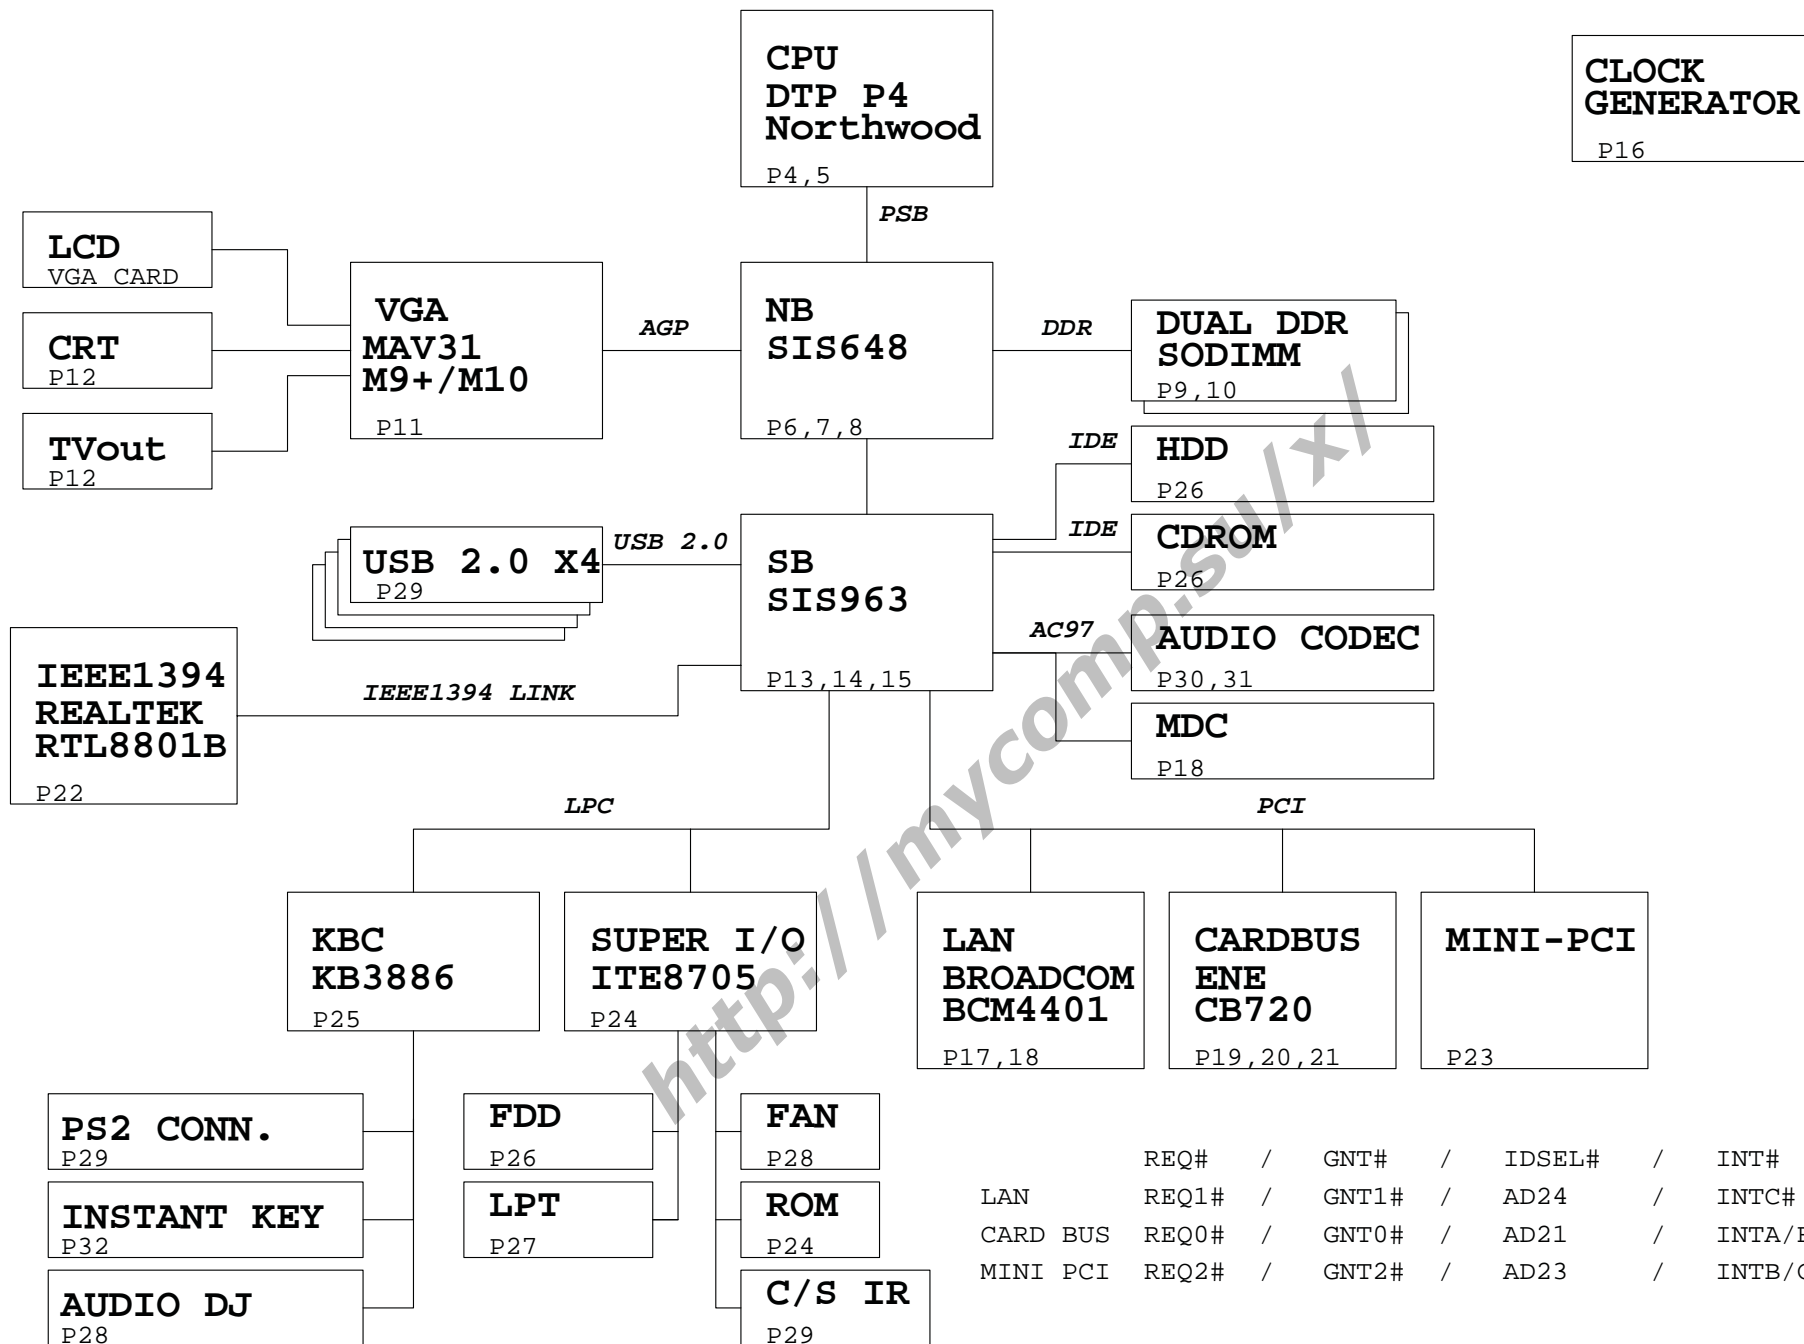 CPU
DTP P4
Northwood
P4,5
CLOCK
GENERATOR
P16
PSB
LCD
VGA CARD
CRT
P12
TVout
P12
VGA
MAV31
M9+/M10
P11
AGP
NB
SIS648
P6,7,8
DDR
DUAL DDR
SODIMM
P9,10
IDE
HDD
P26
IDE
CDROM
P26
USB 2.0 X4
P29
USB 2.0
SB
SIS963
P13,14,15
AC97
AUDIO CODEC
P30,31
MDC
P18
IEEE1394
REALTEK
RTL8801B
P22
IEEE1394 LINK
LPC
PCI
KBC
KB3886
P25
SUPER I/O
ITE8705
P24
LAN
BROADCOM
BCM4401
P17,18
CARDBUS
ENE
CB720
P19,20,21
MINI-PCI
P23
PS2 CONN.
P29
INSTANT KEY
P32
AUDIO DJ
P28
FDD
P26
LPT
P27
FAN
P28
ROM
P24
C/S IR
P29
REQ# / GNT# / IDSEL# / INT#
LAN REQ1# / GNT1# / AD24 / INTC#
CARD BUS REQ0# / GNT0# / AD21 / INTA/
MINI PCI REQ2# / GNT2# / AD23 / INTB/
http://mycomp.su/x/